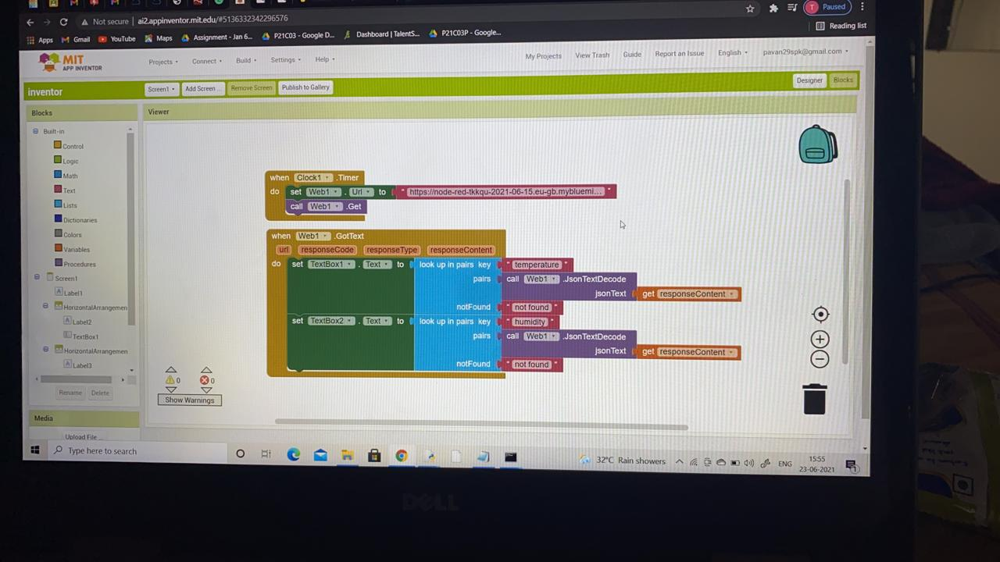 Not secure | ai2.appinventor.mit.edu/#5136332342296576
T Paused
Apps Gmail YouTube Maps Assignment - Jan 6... P21C03 - Google D... Dashboard | TalentS... P21C03P - Google...
Reading list
MIT
APP INVENTOR
Projects Connect Build Settings Help
My Projects View Trash Guide Report an Issue English pavan29spk@gmail.com
inventor
Screen1 Add Screen ... Remove Screen Publish to Gallery
Designer Blocks
Blocks
Viewer
Built-in
Control
Logic
Math
Text
Lists
Dictionaries
Colors
Variables
Procedures
Screen1
Label1
HorizontalArrangemen
Label2
TextBox1
HorizontalArrangemen
Label3
Rename Delete
Media
Upload File ...
when Clock1 .Timer
do set Web1 . Url to " https://node-red-tkkqu-2021-06-15.eu-gb.mybluemi... "
call Web1 .Get
when Web1 .GotText
url responseCode responseType responseContent
do set TextBox1 . Text to look up in pairs key " temperature "
pairs call Web1 .JsonTextDecode
jsonText get responseContent
notFound " not found "
set TextBox2 . Text to look up in pairs key " humidity "
pairs call Web1 .JsonTextDecode
jsonText get responseContent
notFound " not found "
0 0
Show Warnings
Type here to search
32°C Rain showers
ENG
15:55
23-06-2021
1
DELL